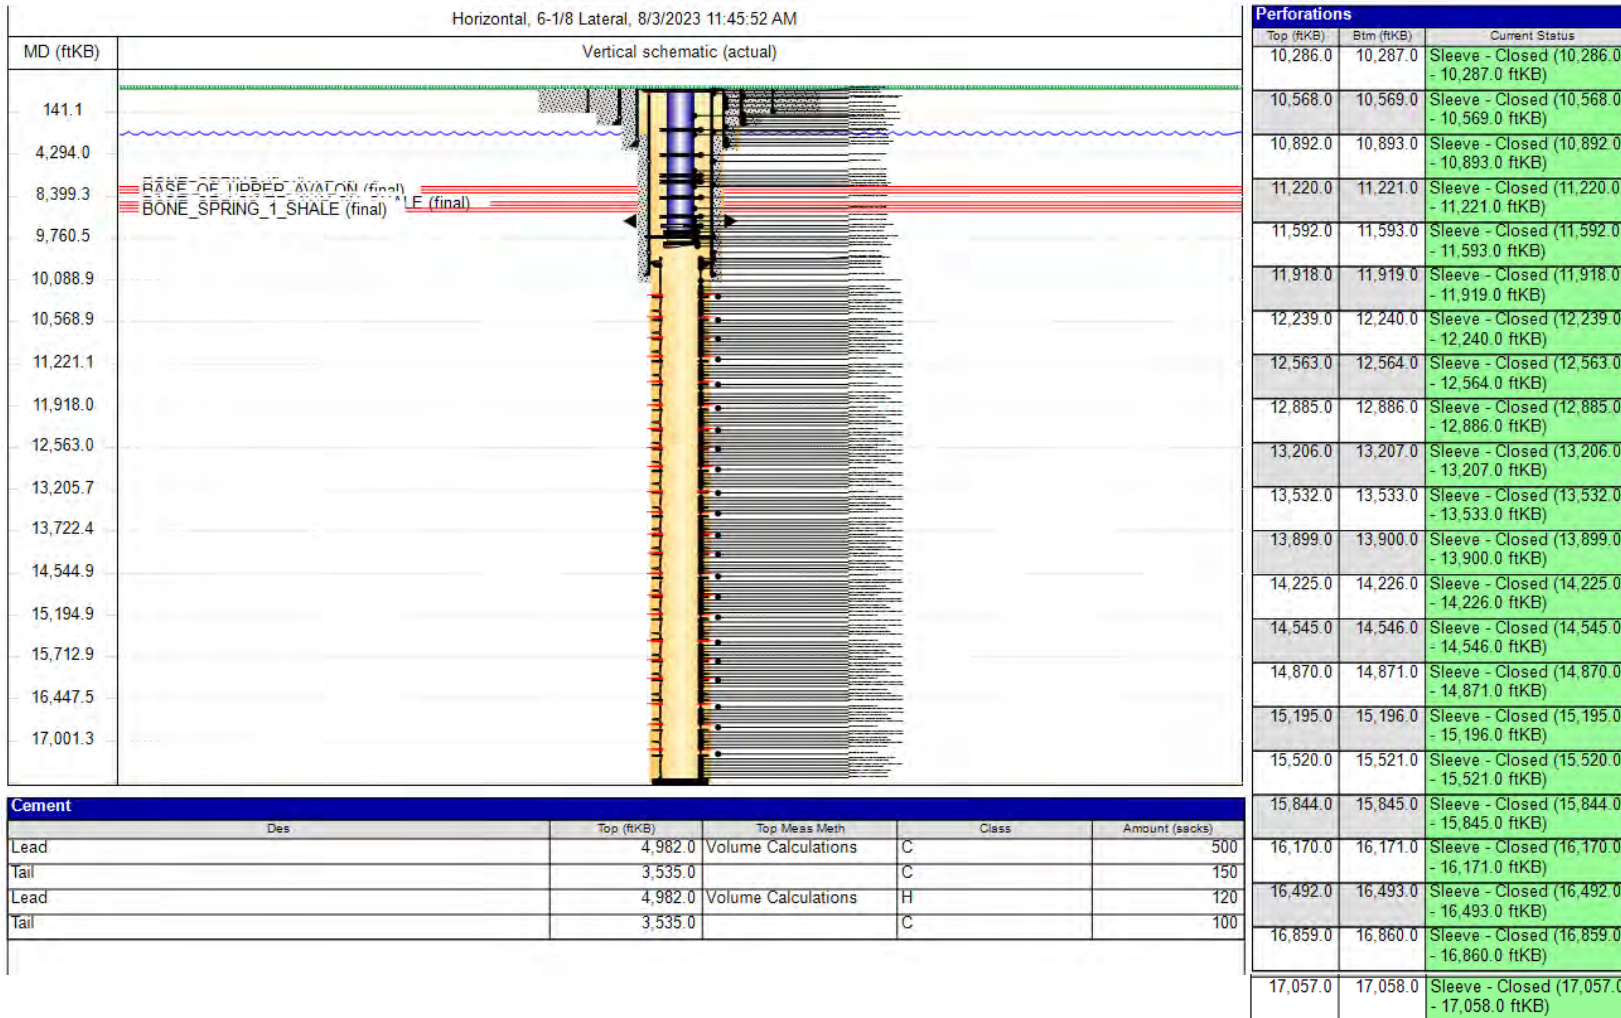 Horizontal, 6-1/8 Lateral, 8/3/2023 11:45:52 AM
MD (ftKB)
Vertical schematic (actual)
141.1
4,294.0
8,399.3
9,760.5
10,088.9
10,568.9
11,221.1
11,918.0
12,563.0
13,205.7
13,722.4
14,544.9
15,194.9
15,712.9
16,447.5
17,001.3
BASE_OF_UPPER_AVALON (final)
LE (final)
BONE_SPRING_1_SHALE (final)
Cement
Des Top (ftKB) Top Meas Meth Class Amount (sacks)
Lead 4,982.0 Volume Calculations C 500
Tail 3,535.0 C 150
Lead 4,982.0 Volume Calculations H 120
Tail 3,535.0 C 100
Perforations
Top (ftKB) Btm (ftKB) Current Status
10,286.0 10,287.0 Sleeve - Closed (10,286.0
- 10,287.0 ftKB)
10,568.0 10,569.0 Sleeve - Closed (10,568.0
- 10,569.0 ftKB)
10,892.0 10,893.0 Sleeve - Closed (10,892.0
- 10,893.0 ftKB)
11,220.0 11,221.0 Sleeve - Closed (11,220.0
- 11,221.0 ftKB)
11,592.0 11,593.0 Sleeve - Closed (11,592.0
- 11,593.0 ftKB)
11,918.0 11,919.0 Sleeve - Closed (11,918.0
- 11,919.0 ftKB)
12,239.0 12,240.0 Sleeve - Closed (12,239.0
- 12,240.0 ftKB)
12,563.0 12,564.0 Sleeve - Closed (12,563.0
- 12,564.0 ftKB)
12,885.0 12,886.0 Sleeve - Closed (12,885.0
- 12,886.0 ftKB)
13,206.0 13,207.0 Sleeve - Closed (13,206.0
- 13,207.0 ftKB)
13,532.0 13,533.0 Sleeve - Closed (13,532.0
- 13,533.0 ftKB)
13,899.0 13,900.0 Sleeve - Closed (13,899.0
- 13,900.0 ftKB)
14,225.0 14,226.0 Sleeve - Closed (14,225.0
- 14,226.0 ftKB)
14,545.0 14,546.0 Sleeve - Closed (14,545.0
- 14,546.0 ftKB)
14,870.0 14,871.0 Sleeve - Closed (14,870.0
- 14,871.0 ftKB)
15,195.0 15,196.0 Sleeve - Closed (15,195.0
- 15,196.0 ftKB)
15,520.0 15,521.0 Sleeve - Closed (15,520.0
- 15,521.0 ftKB)
15,844.0 15,845.0 Sleeve - Closed (15,844.0
- 15,845.0 ftKB)
16,170.0 16,171.0 Sleeve - Closed (16,170.0
- 16,171.0 ftKB)
16,492.0 16,493.0 Sleeve - Closed (16,492.0
- 16,493.0 ftKB)
16,859.0 16,860.0 Sleeve - Closed (16,859.0
- 16,860.0 ftKB)
17,057.0 17,058.0 Sleeve - Closed (17,057.0
- 17,058.0 ftKB)